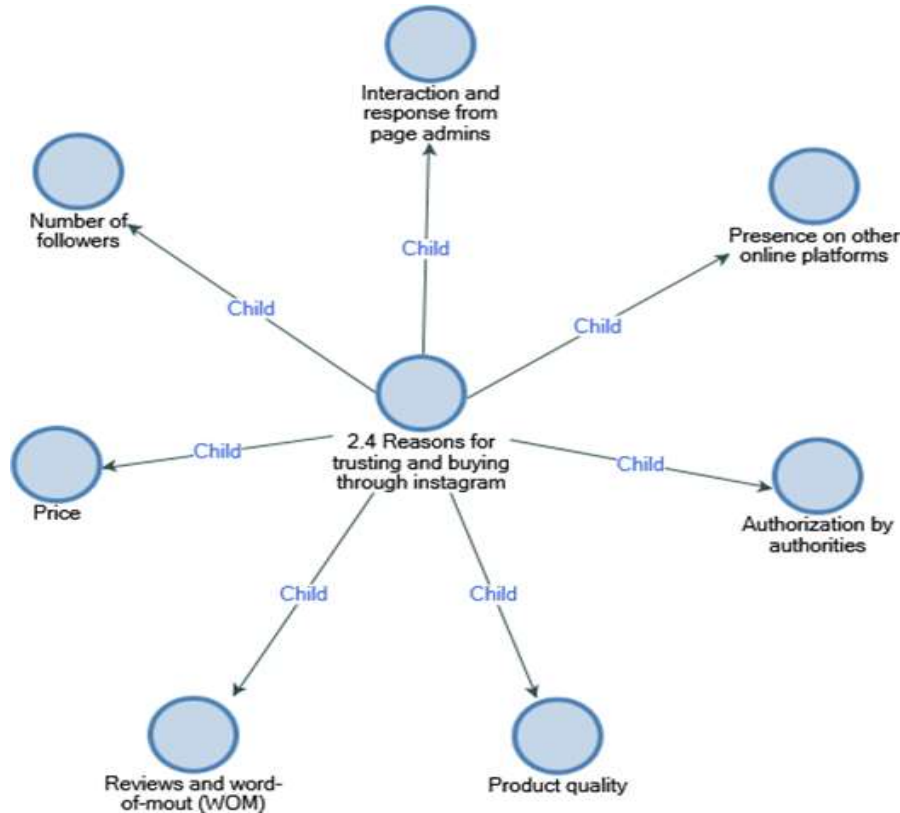 Interaction and
response from
page admins
Number of
followers
Presence on other
online platforms
Child
Child
Child
2.4 Reasons for
trusting and buying
through instagram
Child
Price
Child
Authorization by
authorities
Child
Child
Reviews and word-
of-mout (WOM)
Product quality